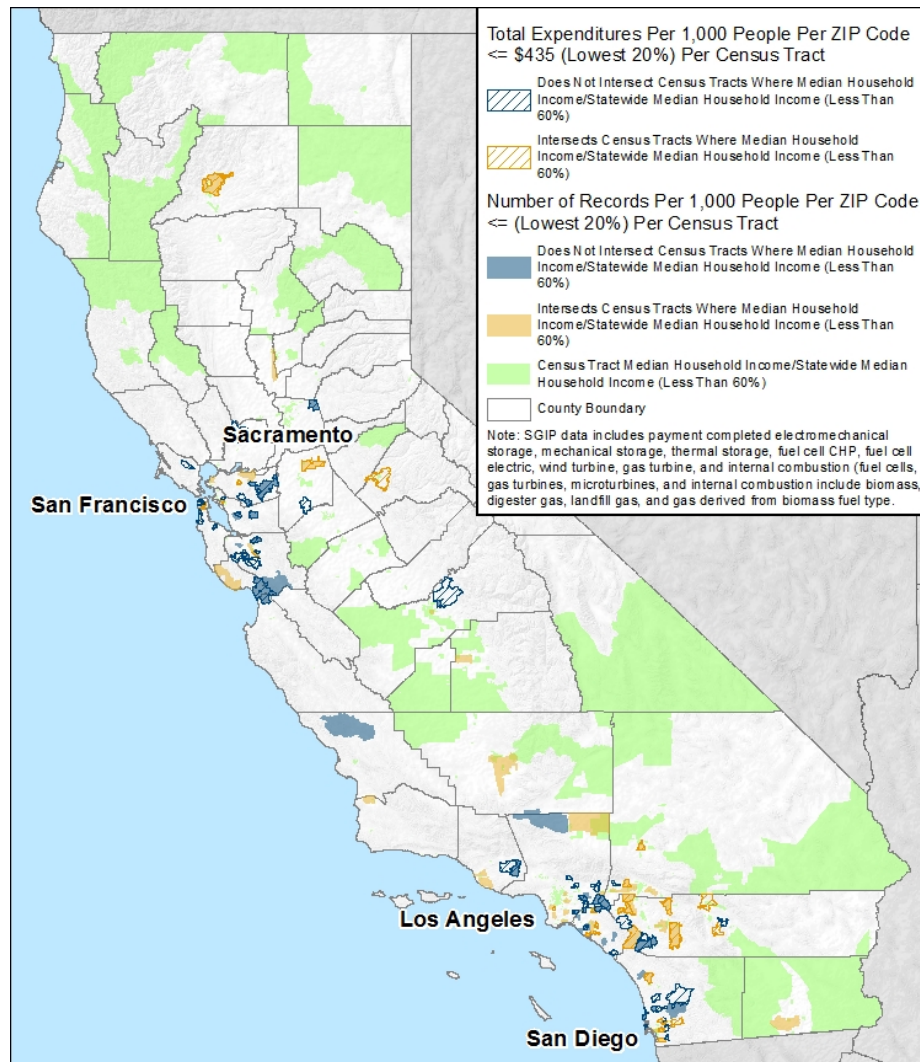 Total Expenditures Per 1,000 People Per ZIP Code
<= $435 (Lowest 20%) Per Census Tract
Does Not Intersect Census Tracts Where Median Household
Income/Statewide Median Household Income (Less Than
60%)
Intersects Census Tracts Where Median Household
Income/Statewide Median Household Income (Less Than
60%)
Number of Records Per 1,000 People Per ZIP Code
<= (Lowest 20%) Per Census Tract
Does Not Intersect Census Tracts Where Median Household
Income/Statewide Median Household Income (Less Than
60%)
Intersects Census Tracts Where Median Household
Income/Statewide Median Household Income (Less Than
60%)
Census Tract Median Household Income/Statewide Median
Household Income (Less Than 60%)
County Boundary
Note: SGIP data includes payment completed electromechanical
storage, mechanical storage, thermal storage, fuel cell CHP, fuel cell
electric, wind turbine, gas turbine, and internal combustion (fuel cells,
gas turbines, microturbines, and internal combustion include biomass,
digester gas, landfill gas, and gas derived from biomass fuel type.
Sacramento
San Francisco
Los Angeles
San Diego